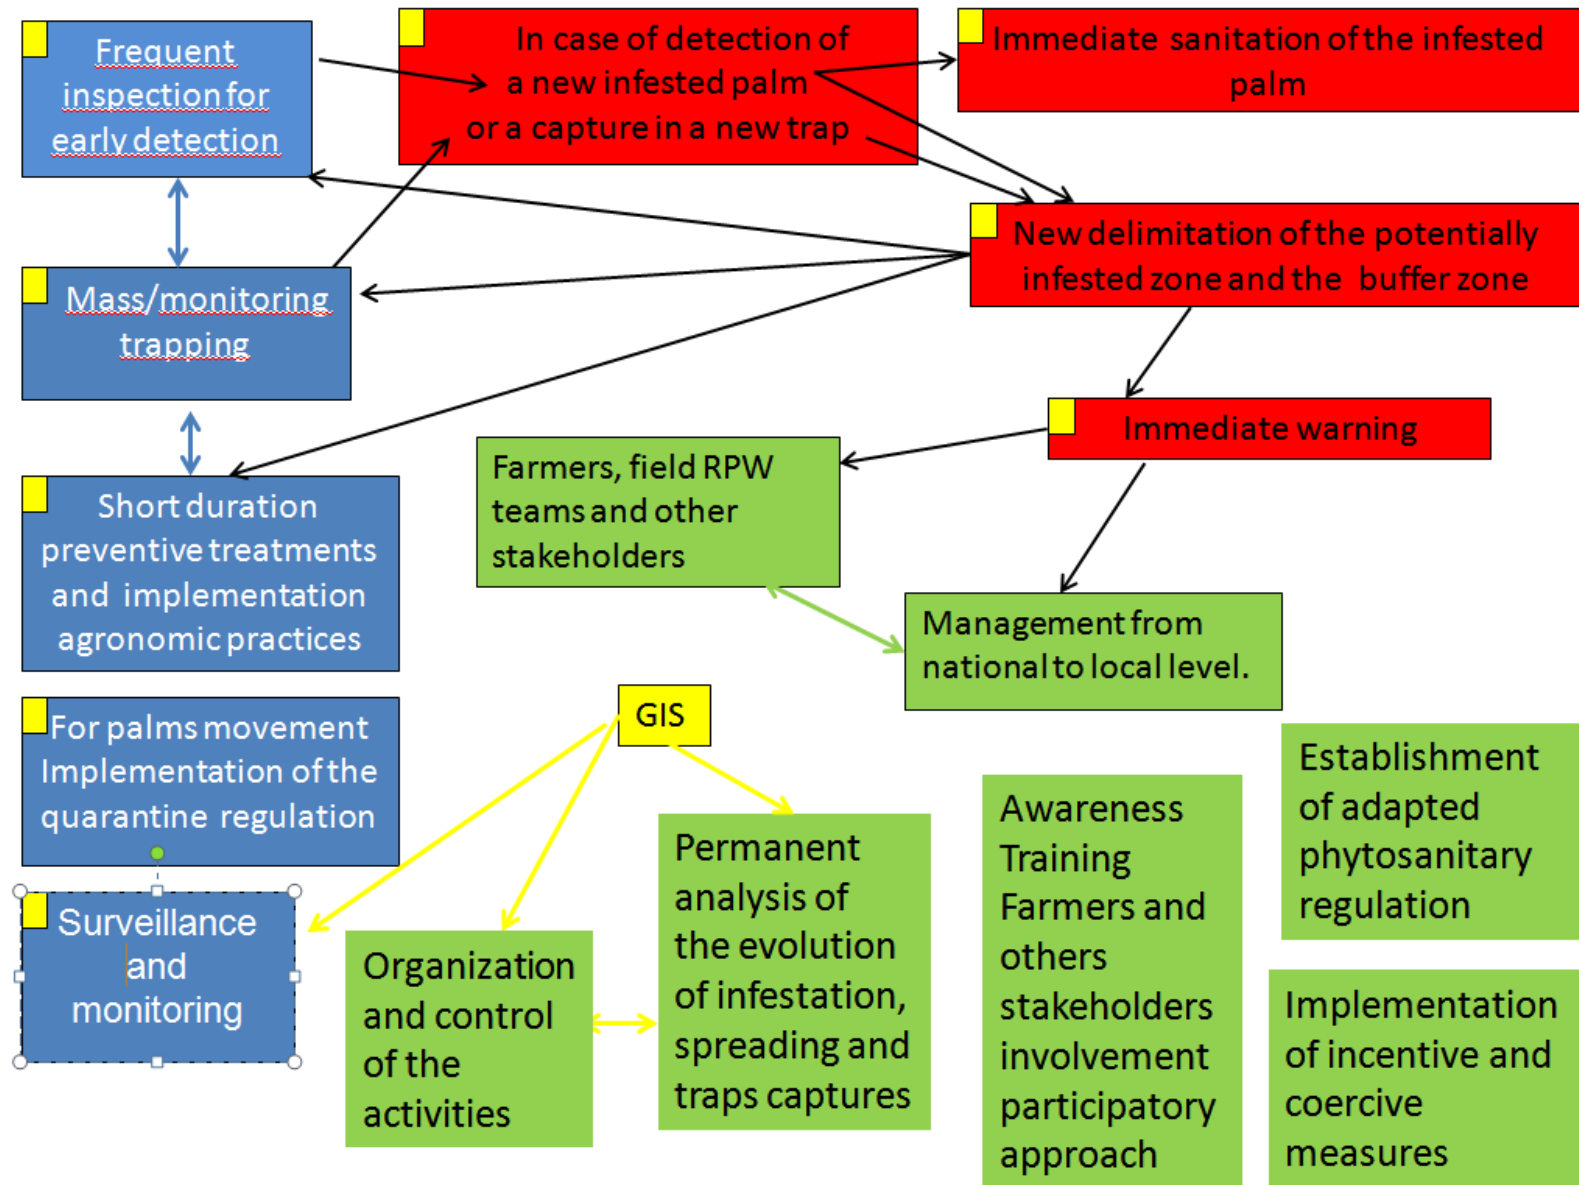 Frequent
inspection for
early detection
In case of detection of
a new infested palm
or a capture in a new trap
Immediate sanitation of the infested
palm
New delimitation of the potentially
infested zone and the buffer zone
Mass/monitoring
trapping
Immediate warning
Farmers, field RPW
teams and other
stakeholders
Short duration
preventive treatments
and implementation
agronomic practices
Management from
national to local level.
For palms movement
Implementation of the
quarantine regulation
GIS
Surveillance
and
monitoring
Organization
and control
of the
activities
Permanent
analysis of
the evolution
of infestation,
spreading and
traps captures
Awareness
Training
Farmers and
others
stakeholders
involvement
participatory
approach
Establishment
of adapted
phytosanitary
regulation
Implementation
of incentive and
coercive
measures